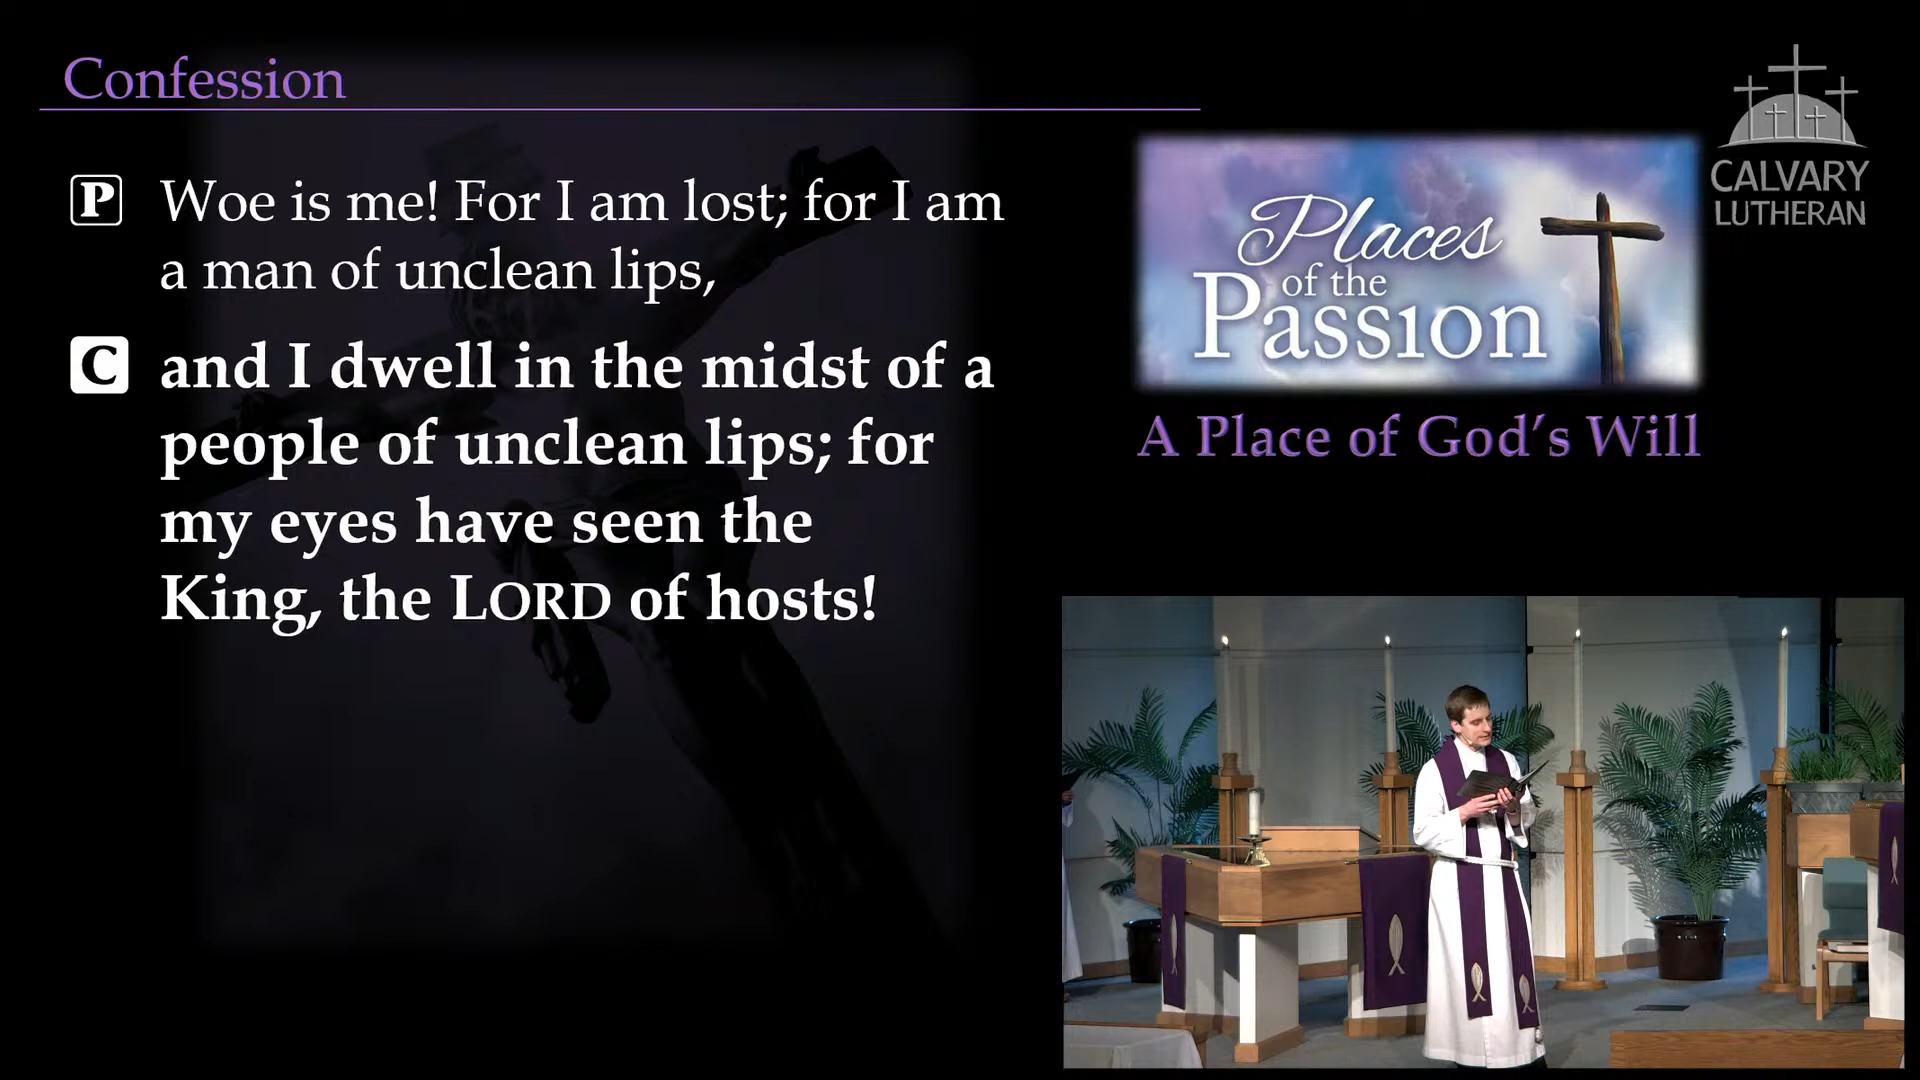 Confession
P Woe is me! For I am lost; for I am
a man of unclean lips,
C and I dwell in the midst of a
people of unclean lips; for
my eyes have seen the
King, the LORD of hosts!
CALVARY
LUTHERAN
Places
of the
Passion
A Place of God’s Will